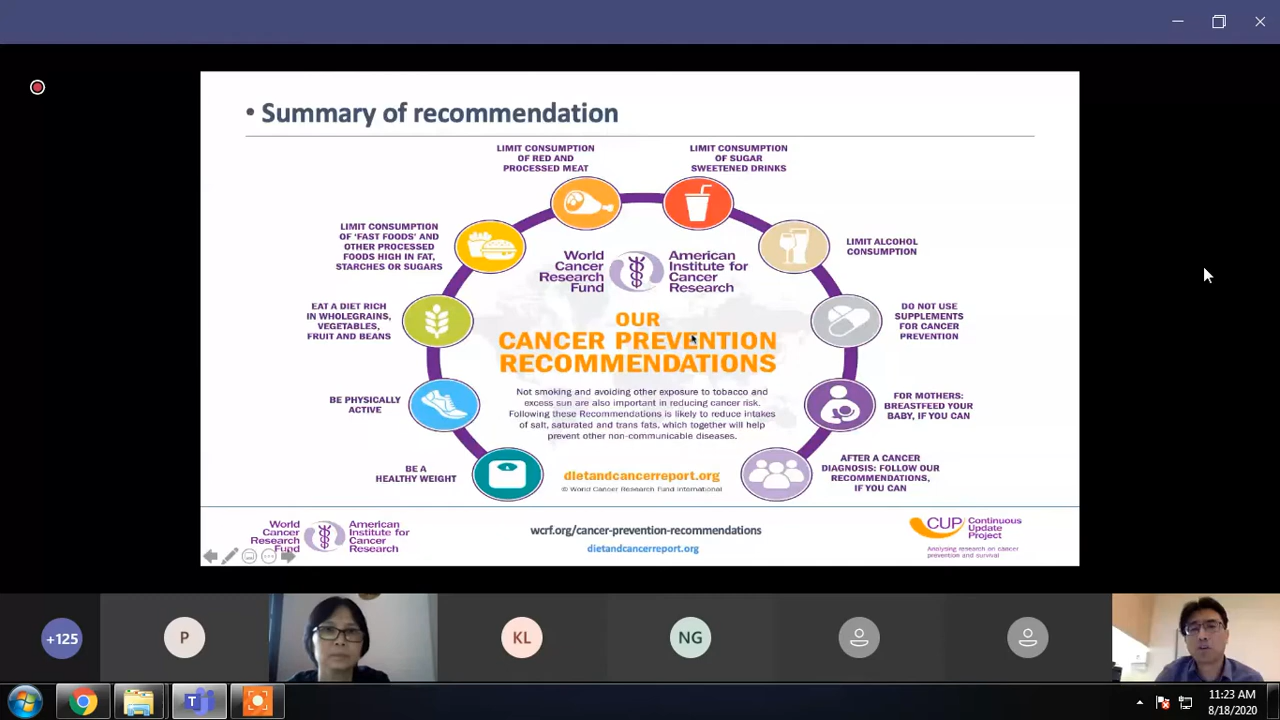 • Summary of recommendation
LIMIT CONSUMPTION
OF RED AND
PROCESSED MEAT
LIMIT CONSUMPTION
OF SUGAR
SWEETENED DRINKS
LIMIT CONSUMPTION
OF 'FAST FOODS' AND
OTHER PROCESSED
FOODS HIGH IN FAT,
STARCHES OR SUGARS
LIMIT ALCOHOL
CONSUMPTION
World
Cancer
Research
Fund
American
Institute for
Cancer
Research
EAT A DIET RICH
IN WHOLEGRAINS,
VEGETABLES,
FRUIT AND BEANS
DO NOT USE
SUPPLEMENTS
FOR CANCER
PREVENTION
OUR
CANCER PREVENTION
RECOMMENDATIONS
Not smoking and avoiding other exposure to tobacco and
excess sun are also important in reducing cancer risk.
Following these Recommendations is likely to reduce intakes
of salt, saturated and trans fats, which together will help
prevent other non-communicable diseases.
BE PHYSICALLY
ACTIVE
FOR MOTHERS:
BREASTFEED YOUR
BABY, IF YOU CAN
BE A
HEALTHY WEIGHT
AFTER A CANCER
DIAGNOSIS: FOLLOW OUR
RECOMMENDATIONS,
IF YOU CAN
dietandcancerreport.org
© World Cancer Research Fund International
World
Cancer
Research
Fund
American
Institute for
Cancer
Research
wcrf.org/cancer-prevention-recommendations
dietandcancerreport.org
CUP Continuous
Update
Project
Analysing research on cancer
prevention and survival
+125
P
KL
NG
11:23 AM
8/18/2020